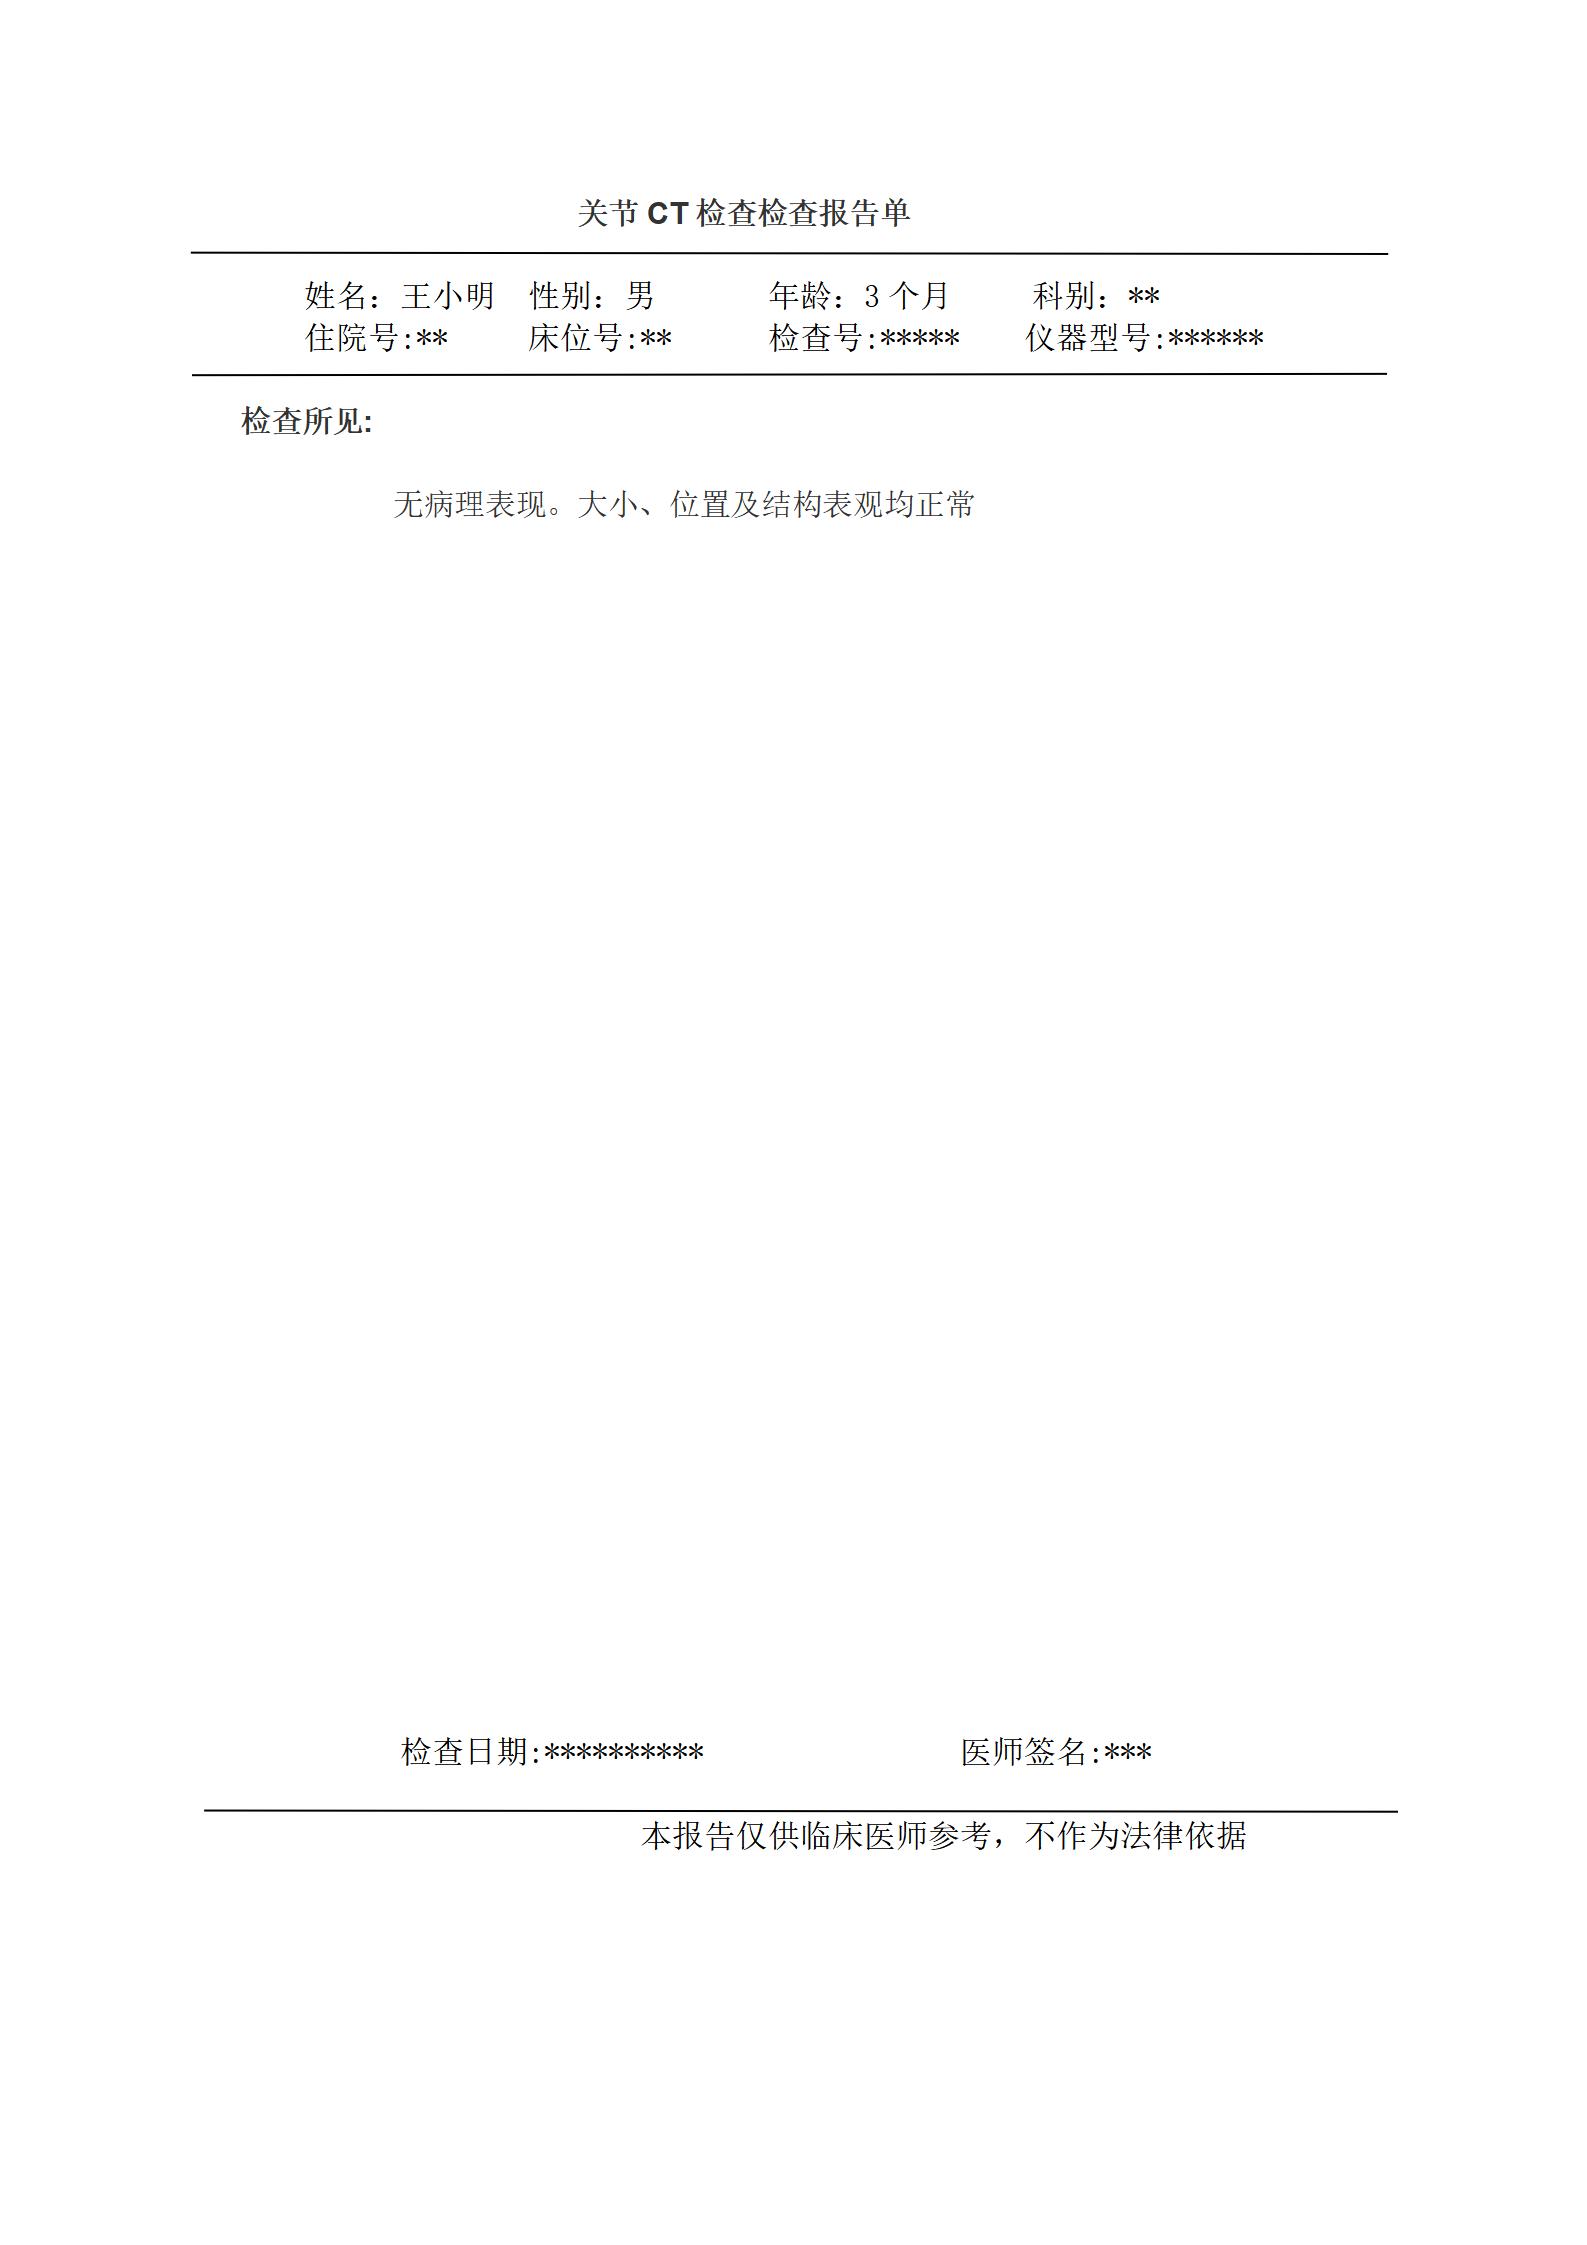 关节 CT 检查检查报告单
姓名：王小明 性别：男 年龄：3 个月 科别：**
住院号:** 床位号:** 检查号:***** 仪器型号:******
检查所见:
无病理表现。大小、位置及结构表观均正常
检查日期:********** 医师签名:***
本报告仅供临床医师参考，不作为法律依据